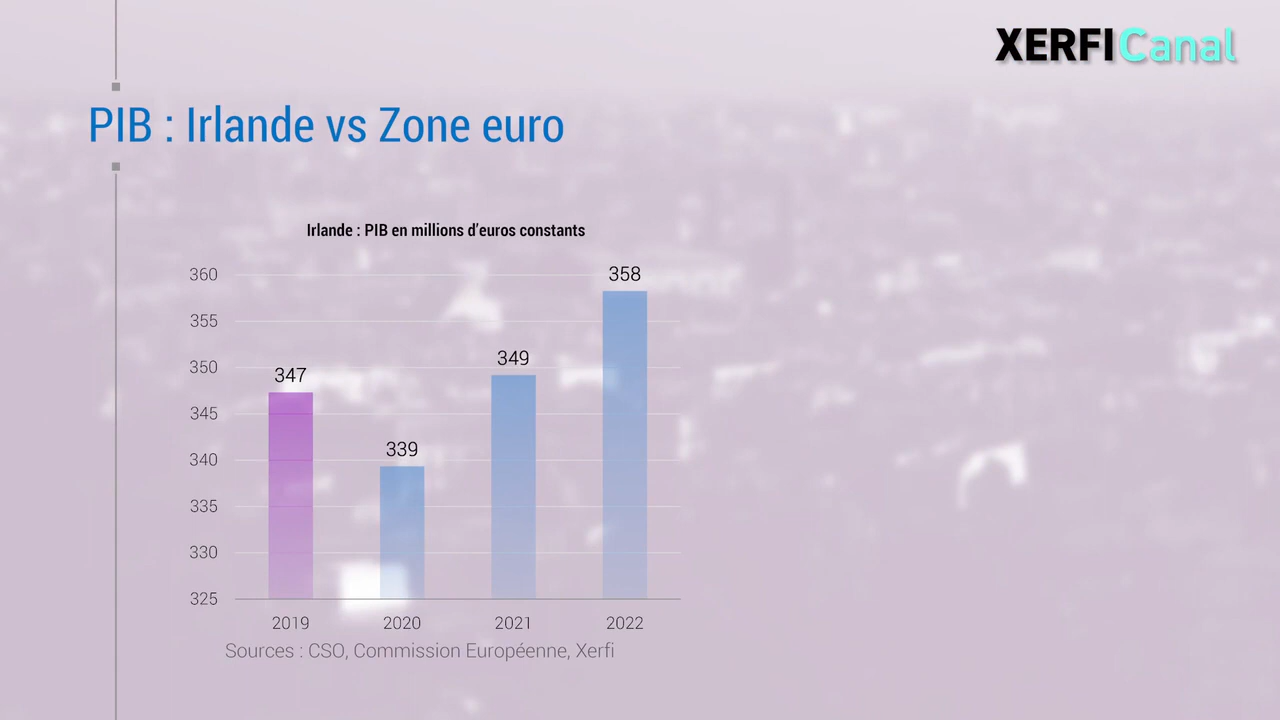 XERFICanal
PIB : Irlande vs Zone euro
Irlande : PIB en millions d'euros constants
360
355
350
345
340
335
330
325
347
339
349
358
2019 2020 2021 2022
Sources : CSO, Commission Européenne, Xerfi